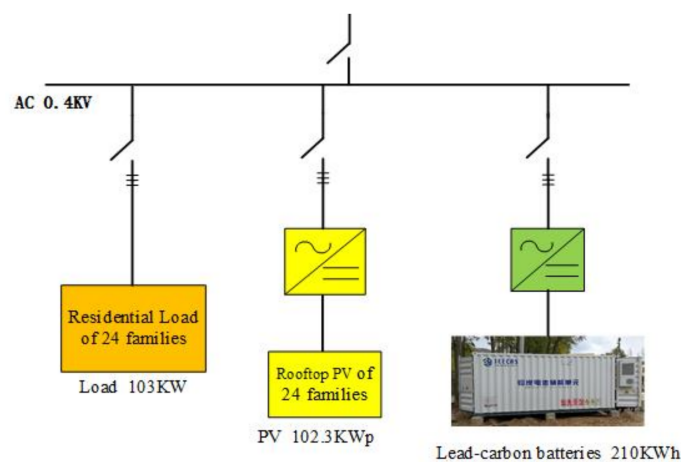 AC 0.4KV
Residential Load
of 24 families
Load 103KW
Rooftop PV of
24 families
PV 102.3KWp
Lead-carbon batteries 210KWh